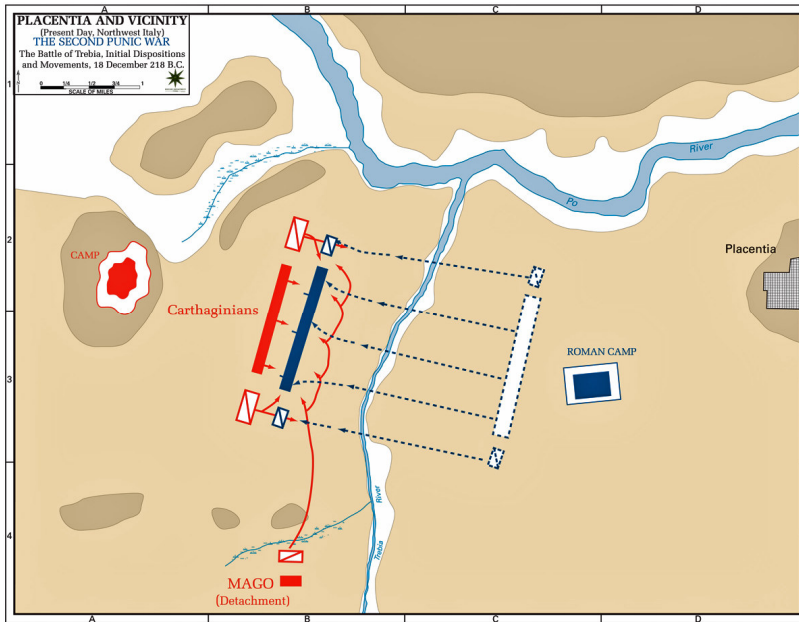 A B C D
PLACENTIA AND VICINITY
(Present Day, Northwest Italy)
THE SECOND PUNIC WAR
The Battle of Trebia, Initial Dispositions
and Movements, 18 December 218 B.C.
0 1/4 1/2 3/4 1
SCALE OF MILES
1
River
Po
2
Placentia
CAMP
Carthaginians
ROMAN CAMP
3
River
Trebia
4
MAGO
(Detachment)
A B C D